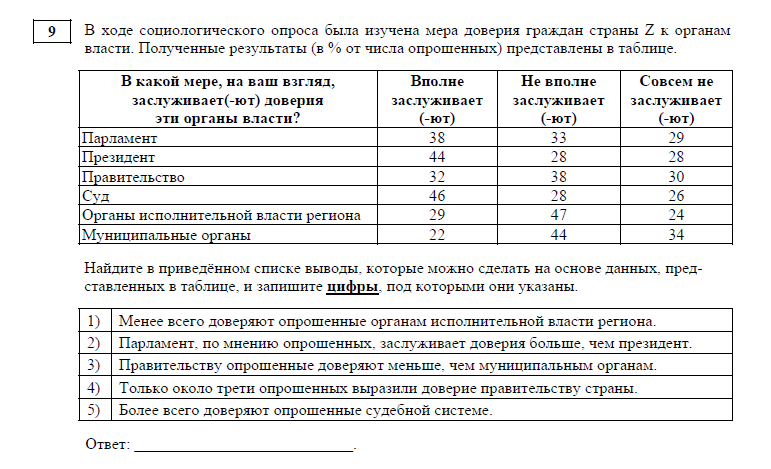 9
В ходе социологического опроса была изучена мера доверия граждан страны Z к органам
власти. Полученные результаты (в % от числа опрошенных) представлены в таблице.
В какой мере, на ваш взгляд, заслуживает(-ют) доверия эти органы власти? Вполне заслуживает (-ют) Не вполне заслуживает (-ют) Совсем не заслуживает (-ют)
Парламент 38 33 29
Президент 44 28 28
Правительство 32 38 30
Суд 46 28 26
Органы исполнительной власти региона 29 47 24
Муниципальные органы 22 44 34
Найдите в приведённом списке выводы, которые можно сделать на основе данных, пред-
ставленных в таблице, и запишите цифры, под которыми они указаны.
1) Менее всего доверяют опрошенные органам исполнительной власти региона.
2) Парламент, по мнению опрошенных, заслуживает доверия больше, чем президент.
3) Правительству опрошенные доверяют меньше, чем муниципальным органам.
4) Только около трети опрошенных выразили доверие правительству страны.
5) Более всего доверяют опрошенные судебной системе.
Ответ: ___________________________.